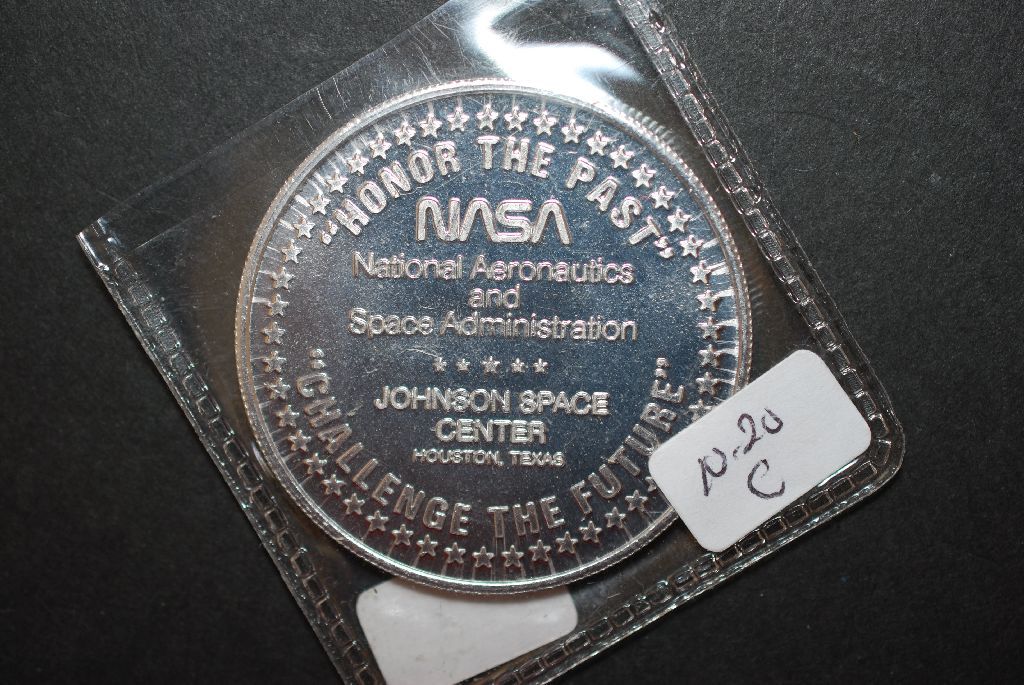 "HONOR THE PAST"
NASA
National Aeronautics
and
Space Administration
JOHNSON SPACE
CENTER
HOUSTON, TEXAS
"CHALLENGE THE FUTURE"
N-20
C